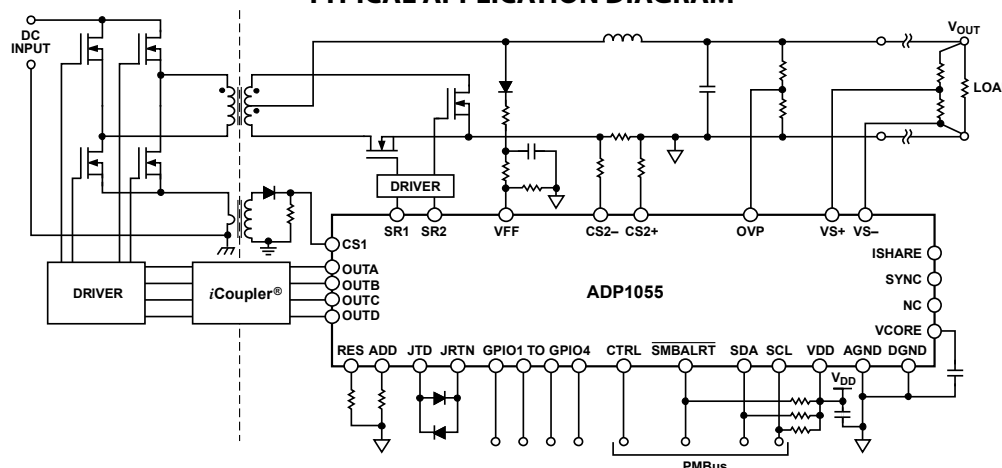 TYPICAL APPLICATION DIAGRAM
DC
INPUT
VOUT
LOA
DRIVER
SR1 SR2 VFF CS2– CS2+ OVP VS+ VS–
CS1
OUTA
OUTB
OUTC
OUTD
DRIVER
iCoupler®
ADP1055
ISHARE
SYNC
NC
VCORE
RES ADD JTD JRTN GPIO1 TO GPIO4 CTRL SMBALRT SDA SCL VDD AGND DGND
VDD
PMBus